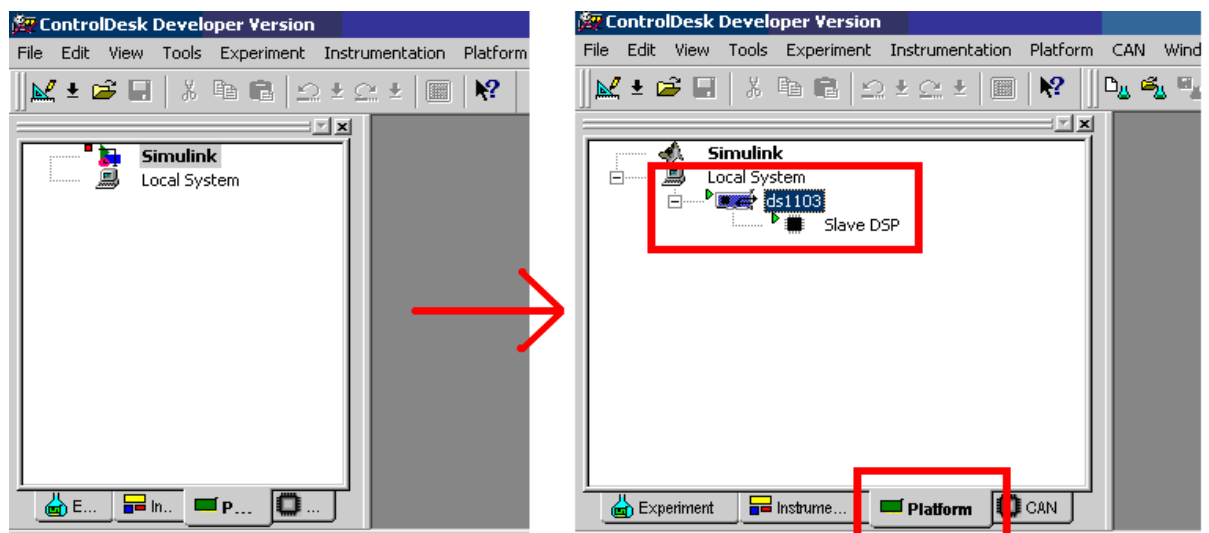 ControlDesk Developer Version
File Edit View Tools Experiment Instrumentation Platform
Simulink
Local System
E... In.. P... ...
ControlDesk Developer Version
File Edit View Tools Experiment Instrumentation Platform CAN Wind
Simulink
Local System
ds1103
Slave DSP
Experiment Instrume... Platform CAN